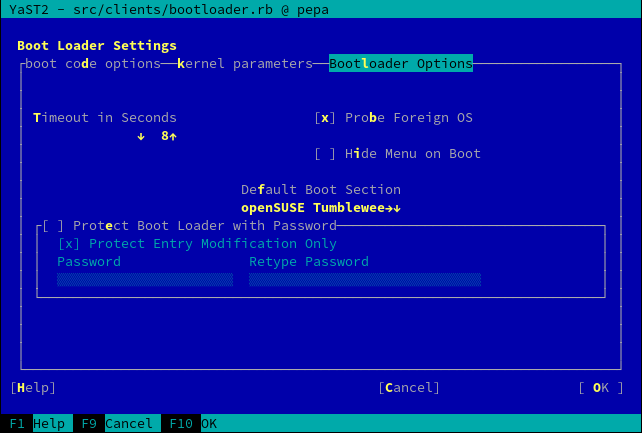 YaST2 - src/clients/bootloader.rb @ pepa
Boot Loader Settings
boot code options kernel parameters Bootloader Options
Timeout in Seconds [x] Probe Foreign OS
↓ 8↑
[ ] Hide Menu on Boot
Default Boot Section
openSUSE Tumblewee→↓
[ ] Protect Boot Loader with Password
[x] Protect Entry Modification Only
Password Retype Password
[Help] [Cancel] [ OK ]
F1 Help F9 Cancel F10 OK